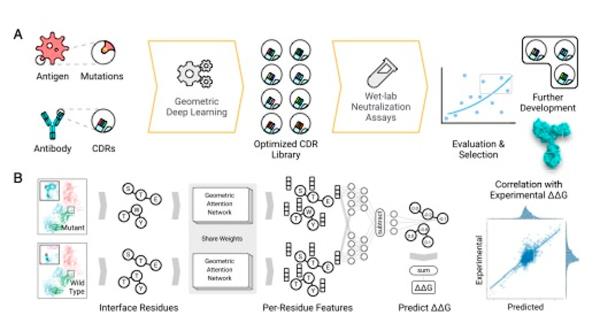 A
Antigen
Mutations
Antibody
CDRs
Geometric
Deep Learning
Optimized CDR
Library
Wet-lab
Neutralization
Assays
Evaluation &
Selection
Further
Development
B
Mutant
Wild
Type
Interface Residues
S
T
E
W
T
Y
S
T
E
T
T
Y
Geometric
Attention
Network
Share Weights
Geometric
Attention
Network
S
T
E
W
T
Y
S
T
E
T
T
Y
Per-Residue Features
subtract
sum
ΔΔG
Predict ΔΔG
Correlation with
Experimental ΔΔG
Experimental
Predicted